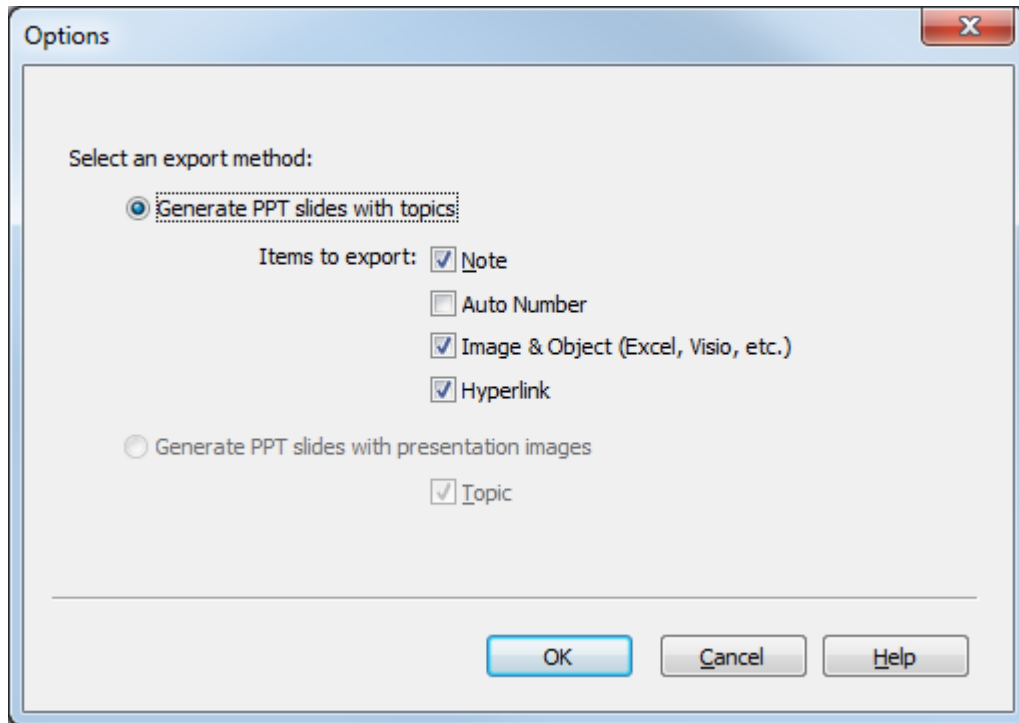 Options
Select an export method:
Generate PPT slides with topics
Items to export: Note
Auto Number
Image & Object (Excel, Visio, etc.)
Hyperlink
Generate PPT slides with presentation images
Topic
OK Cancel Help